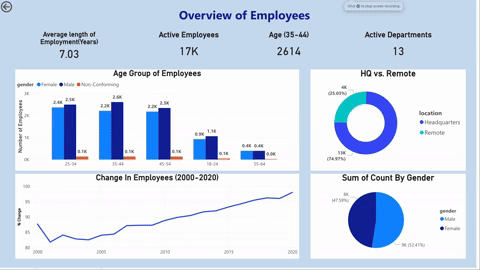 Overview of Employees
Click to stop screen recording
Average length of
Employment(Years)
7.03
Active Employees
17K
Age (35-44)
2614
Active Departments
13
Age Group of Employees
gender Female Male Non-Conforming
Number of Employees
3K
2K
1K
0K
2.4K 2.5K 0.1K
2.2K 2.6K 0.1K
2.2K 2.3K 0.1K
0.9K 1.1K 0.1K
0.4K 0.4K 0.0K
25-34 35-44 45-54 18-24 55-64
HQ vs. Remote
4K
(25.03%)
13K
(74.97%)
location
Headquarters
Remote
Change In Employees (2000-2020)
% Change
100
95
90
85
80
2000 2005 2010 2015 2020
Sum of Count By Gender
8K
(47.59%)
9K (52.41%)
gender
Male
Female